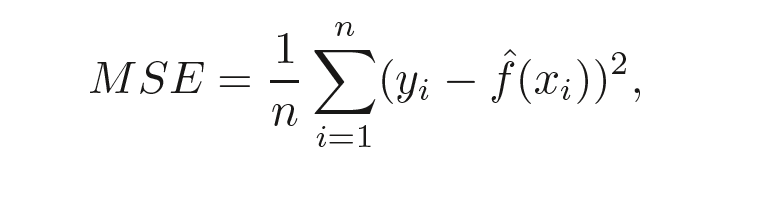 $MSE = \frac{1}{n} \sum_{i=1}^{n} (y_i - \hat{f}(x_i))^2,$